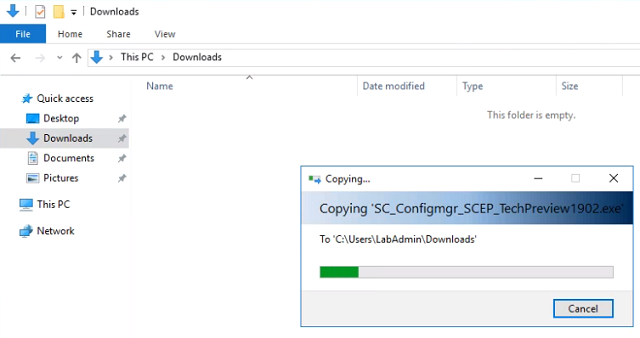 Downloads
File Home Share View
This PC Downloads
Name Date modified Type Size
Quick access
This folder is empty.
Desktop
Downloads
Documents
Pictures
This PC
Network
Copying...
Copying 'SC_Configmgr_SCEP_TechPreview1902.exe'
To 'C:\Users\LabAdmin\Downloads'
Cancel